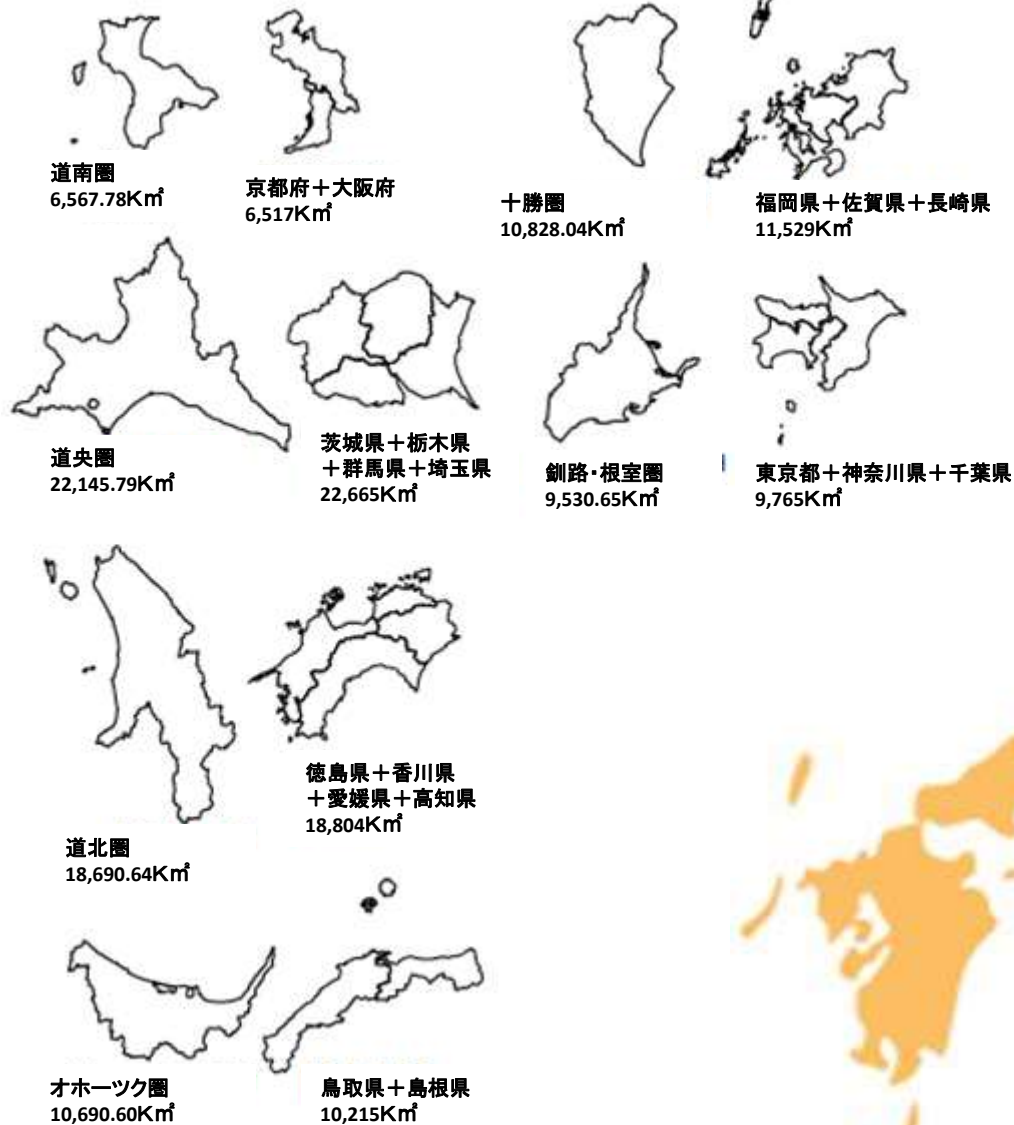 道南圏
6,567.78K㎡
京都府＋大阪府
6,517K㎡
十勝圏
10,828.04K㎡
福岡県＋佐賀県＋長崎県
11,529K㎡
道央圏
22,145.79K㎡
茨城県＋栃木県
＋群馬県＋埼玉県
22,665K㎡
釧路・根室圏
9,530.65K㎡
東京都＋神奈川県＋千葉県
9,765K㎡
道北圏
18,690.64K㎡
徳島県＋香川県
＋愛媛県＋高知県
18,804K㎡
オホーツク圏
10,690.60K㎡
鳥取県＋島根県
10,215K㎡